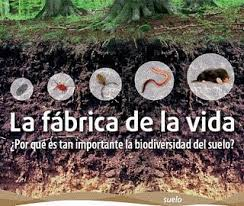 La fábrica de la vida
¿Por qué es tan importante la biodiversidad del suelo?
suelo